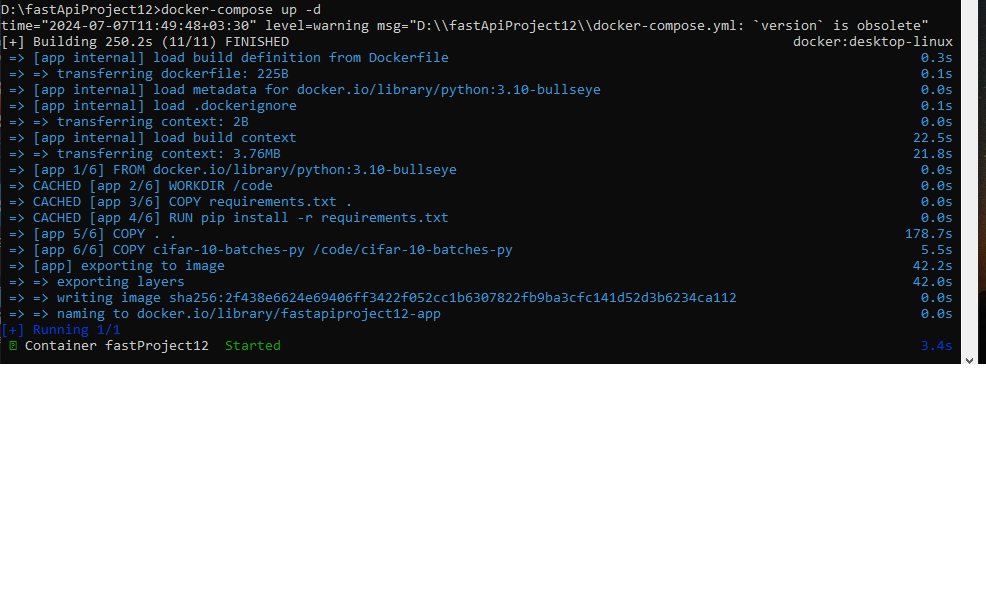 D:\fastApiProject12>docker-compose up -d
time="2024-07-07T11:49:48+03:30" level=warning msg="D:\\fastApiProject12\\docker-compose.yml: `version` is obsolete"
[+] Building 250.2s (11/11) FINISHED docker:desktop-linux
=> [app internal] load build definition from Dockerfile 0.3s
=> => transferring dockerfile: 225B 0.1s
=> [app internal] load metadata for docker.io/library/python:3.10-bullseye 0.0s
=> [app internal] load .dockerignore 0.1s
=> => transferring context: 2B 0.0s
=> [app internal] load build context 22.5s
=> => transferring context: 3.76MB 21.8s
=> [app 1/6] FROM docker.io/library/python:3.10-bullseye 0.0s
=> CACHED [app 2/6] WORKDIR /code 0.0s
=> CACHED [app 3/6] COPY requirements.txt . 0.0s
=> CACHED [app 4/6] RUN pip install -r requirements.txt 0.0s
=> [app 5/6] COPY . . 178.7s
=> [app 6/6] COPY cifar-10-batches-py /code/cifar-10-batches-py 5.5s
=> [app] exporting to image 42.2s
=> => exporting layers 42.0s
=> => writing image sha256:2f438e6624e69406ff3422f052cc1b6307822fb9ba3cfc141d52d3b6234ca112 0.0s
=> => naming to docker.io/library/fastapiproject12-app 0.0s
[+] Running 1/1
Container fastProject12 Started 3.4s